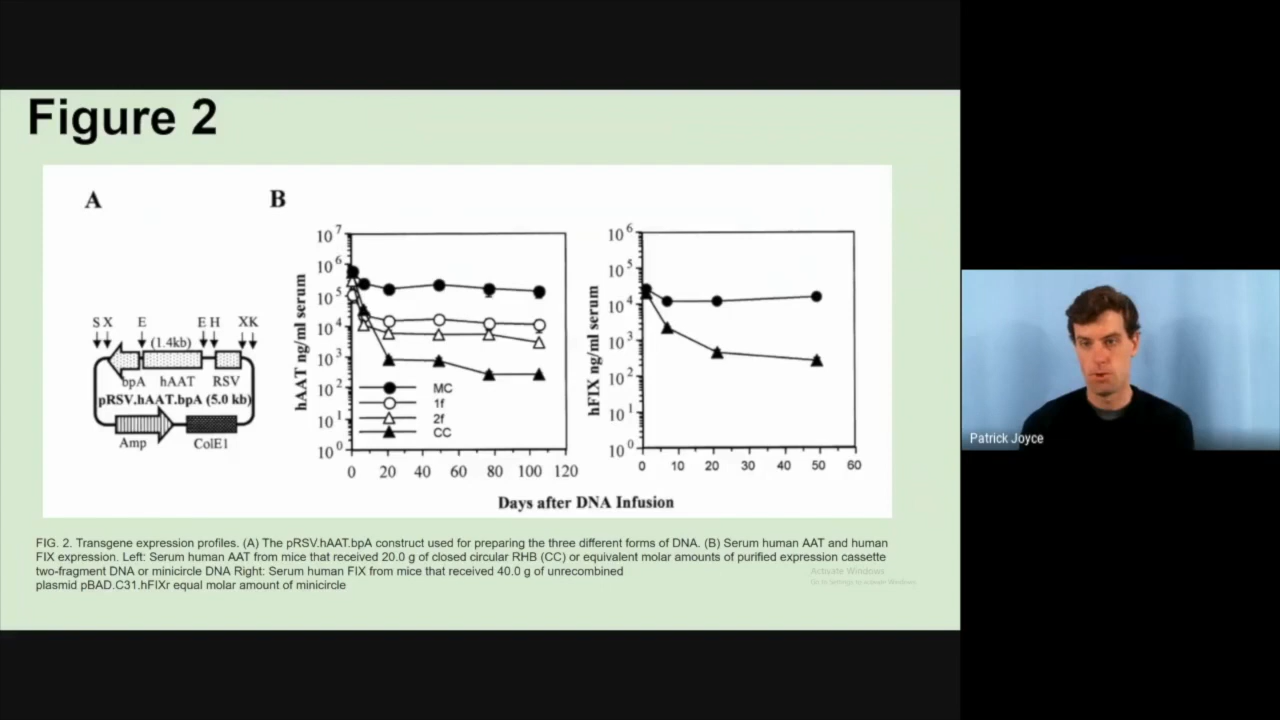 Figure 2
A
B
S X E E H X K
(1.4kb)
bpA hAAT RSV
pRSV.hAAT.bpA (5.0 kb)
Amp ColE1
hAAT ng/ml serum
10^7
10^6
10^5
10^4
10^3
10^2
10^1
10^0
MC
1f
2f
CC
0 20 40 60 80 100 120
hFIX ng/ml serum
10^6
10^5
10^4
10^3
10^2
10^1
10^0
0 10 20 30 40 50 60
Days after DNA Infusion
FIG. 2. Transgene expression profiles. (A) The pRSV.hAAT.bpA construct used for preparing the three different forms of DNA. (B) Serum human AAT and human
FIX expression. Left: Serum human AAT from mice that received 20.0 g of closed circular RHB (CC) or equivalent molar amounts of purified expression cassette
two-fragment DNA or minicircle DNA Right: Serum human FIX from mice that received 40.0 g of unrecombined
plasmid pBAD.C31.hFIXr equal molar amount of minicircle
Activate Windows
Go to Settings to activate Windows.
Patrick Joyce